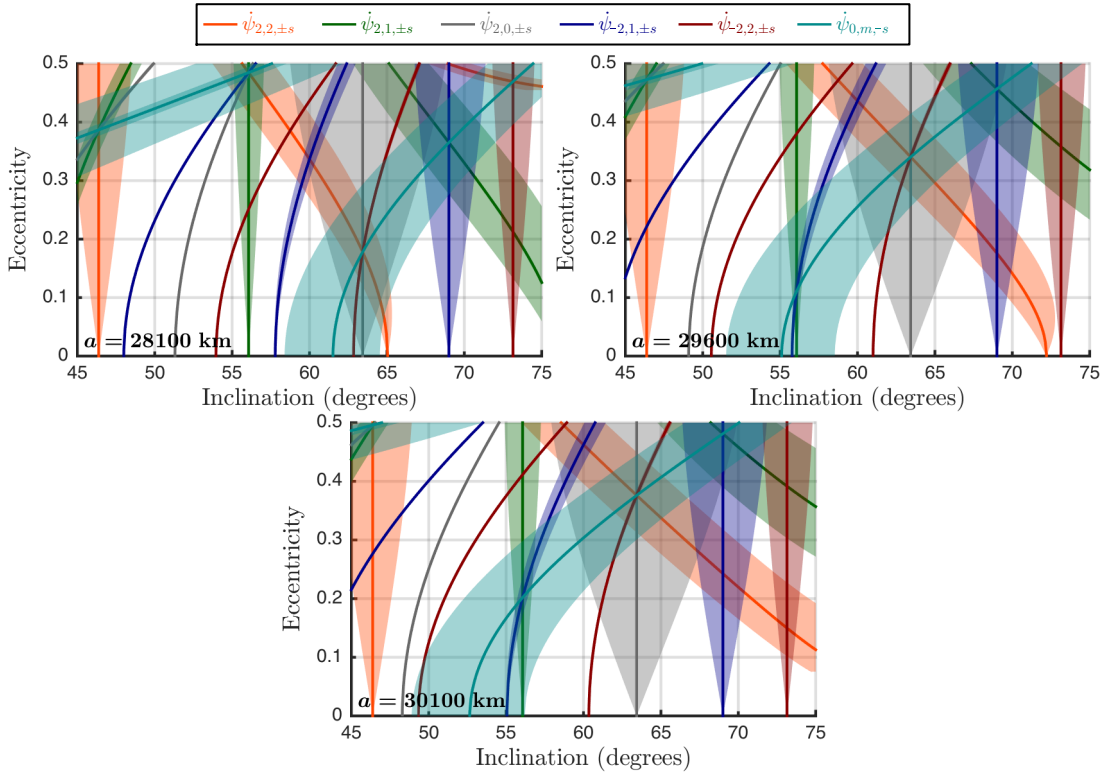 ψ̇2,2,±s ψ̇2,1,±s ψ̇2,0,±s ψ̇-2,1,±s ψ̇-2,2,±s ψ̇0,m,-s
0.5
0.4
0.3
0.2
0.1
0
Eccentricity
a = 28100 km
45 50 55 60 65 70 75
Inclination (degrees)
0.5
0.4
0.3
0.2
0.1
0
Eccentricity
a = 29600 km
45 50 55 60 65 70 75
Inclination (degrees)
0.5
0.4
0.3
0.2
0.1
0
Eccentricity
a = 30100 km
45 50 55 60 65 70 75
Inclination (degrees)